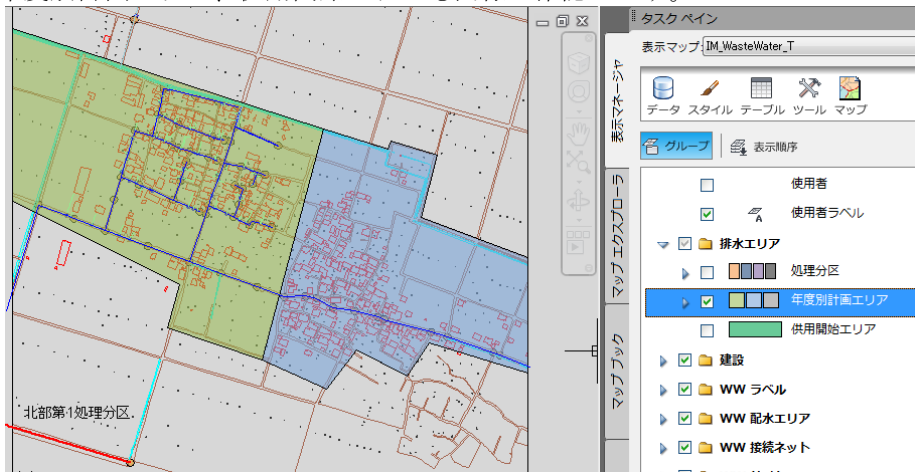 タスク ペイン
表示マップ: IM_WasteWater_T
データ スタイル テーブル ツール マップ
グループ 表示順序
表示マネージャ
マップ エクスプローラ
マップ ブック
使用者
A 使用者ラベル
排水エリア
処理分区
年度別計画エリア
供用開始エリア
建設
WW ラベル
WW 配水エリア
WW 接続ネット
北部第1処理分区